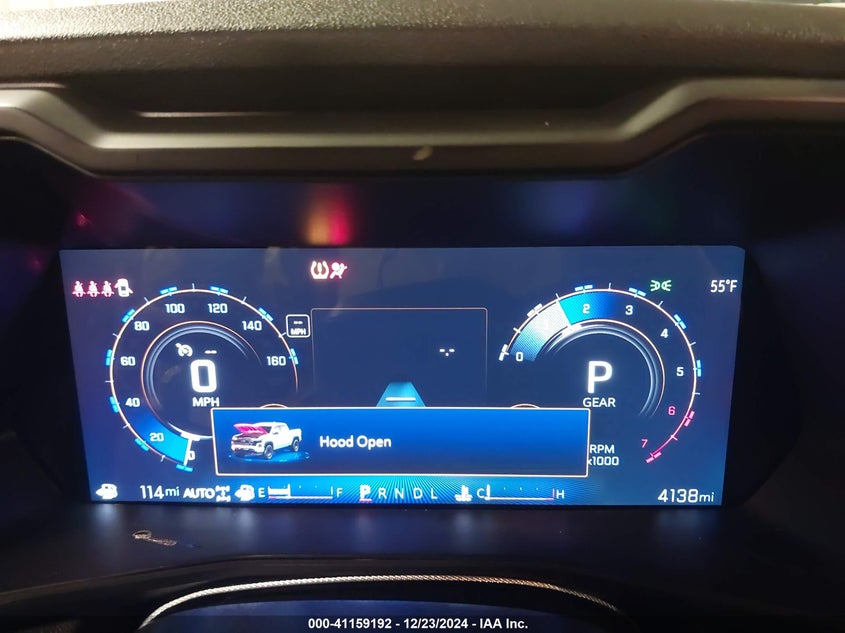 55°F
80 100 120 140
60 160
40
20
0
--
MPH
--
0
MPH
-.-
0 1 2 3 4 5 6 7
P
GEAR
RPM
x1000
Hood Open
114mi AUTO E F P R N D L C H 4138mi
000-41159192 - 12/23/2024 - IAA Inc.